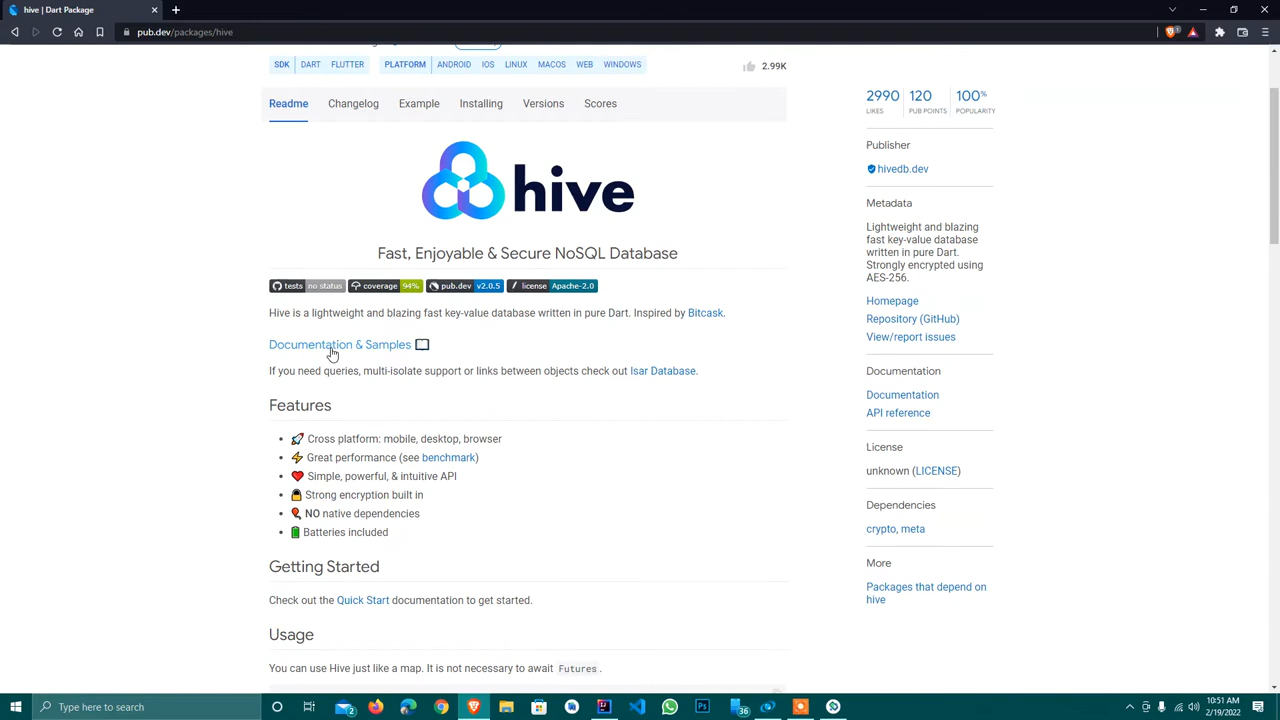 hive | Dart Package
pub.dev/packages/hive
1
SDK DART FLUTTER PLATFORM ANDROID IOS LINUX MACOS WEB WINDOWS
2.99K
Readme Changelog Example Installing Versions Scores
hive
Fast, Enjoyable & Secure NoSQL Database
tests no status coverage 94% pub.dev v2.0.5 license Apache-2.0
Hive is a lightweight and blazing fast key-value database written in pure Dart. Inspired by Bitcask.
Documentation & Samples
If you need queries, multi-isolate support or links between objects check out Isar Database.
Features
• Cross platform: mobile, desktop, browser
• Great performance (see benchmark)
• Simple, powerful, & intuitive API
• Strong encryption built in
• NO native dependencies
• Batteries included
Getting Started
Check out the Quick Start documentation to get started.
Usage
You can use Hive just like a map. It is not necessary to await Futures.
2990 120 100%
LIKES PUB POINTS POPULARITY
Publisher
hivedb.dev
Metadata
Lightweight and blazing
fast key-value database
written in pure Dart.
Strongly encrypted using
AES-256.
Homepage
Repository (GitHub)
View/report issues
Documentation
Documentation
API reference
License
unknown (LICENSE)
Dependencies
crypto, meta
More
Packages that depend on
hive
Type here to search
2
36
10:51 AM
2/19/2022